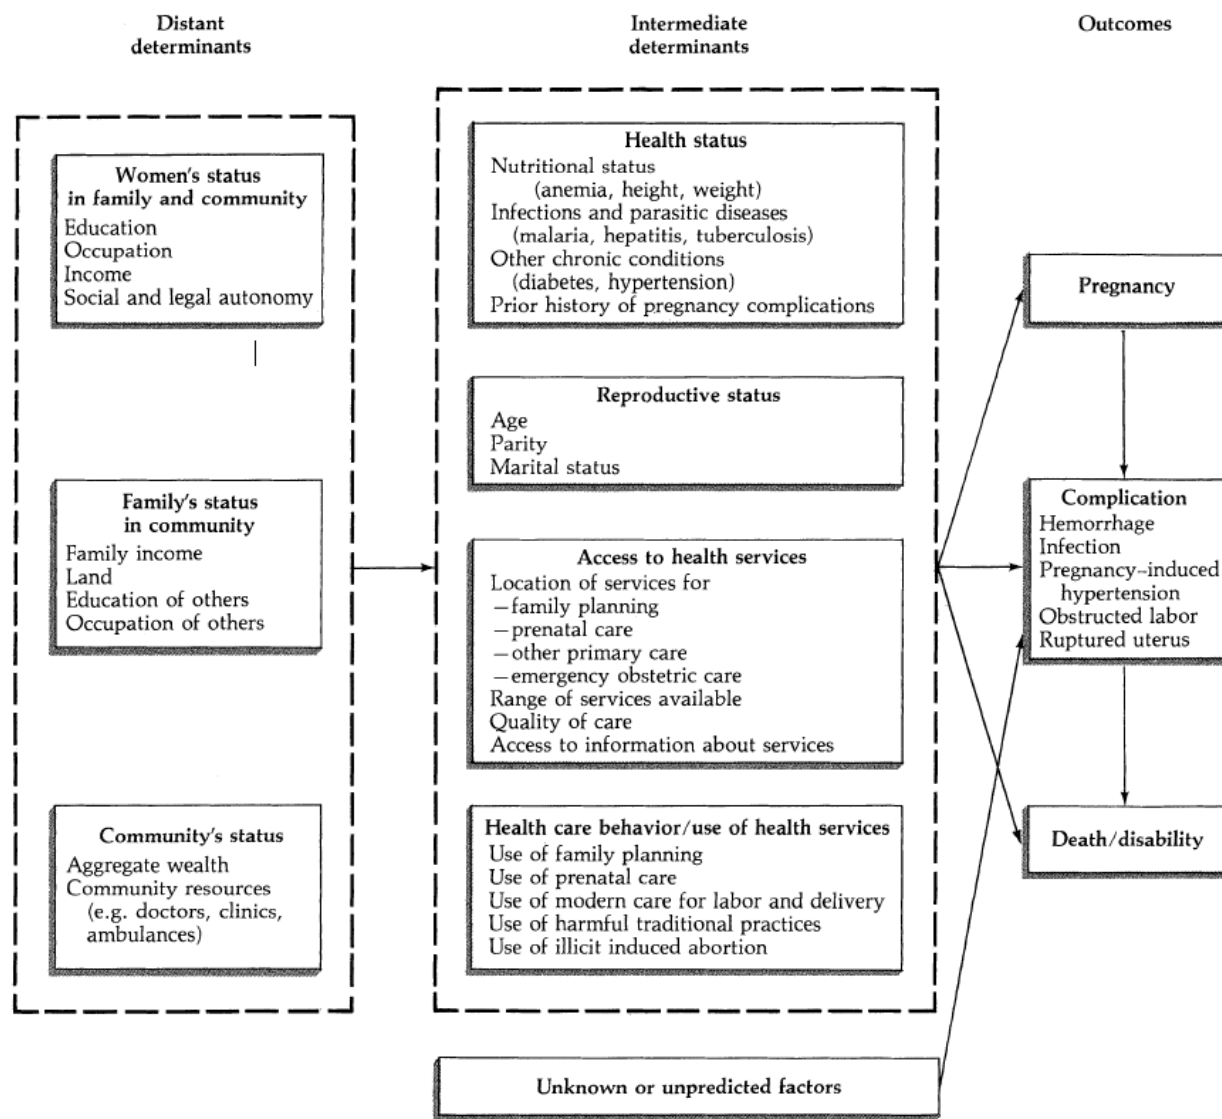 Distant
determinants
Intermediate
determinants
Outcomes
Women's status
in family and community
Education
Occupation
Income
Social and legal autonomy
Family's status
in community
Family income
Land
Education of others
Occupation of others
Community's status
Aggregate wealth
Community resources
(e.g. doctors, clinics,
ambulances)
Health status
Nutritional status
(anemia, height, weight)
Infections and parasitic diseases
(malaria, hepatitis, tuberculosis)
Other chronic conditions
(diabetes, hypertension)
Prior history of pregnancy complications
Reproductive status
Age
Parity
Marital status
Access to health services
Location of services for
—family planning
—prenatal care
—other primary care
—emergency obstetric care
Range of services available
Quality of care
Access to information about services
Health care behavior/use of health services
Use of family planning
Use of prenatal care
Use of modern care for labor and delivery
Use of harmful traditional practices
Use of illicit induced abortion
Unknown or unpredicted factors
Pregnancy
Complication
Hemorrhage
Infection
Pregnancy-induced
hypertension
Obstructed labor
Ruptured uterus
Death/disability